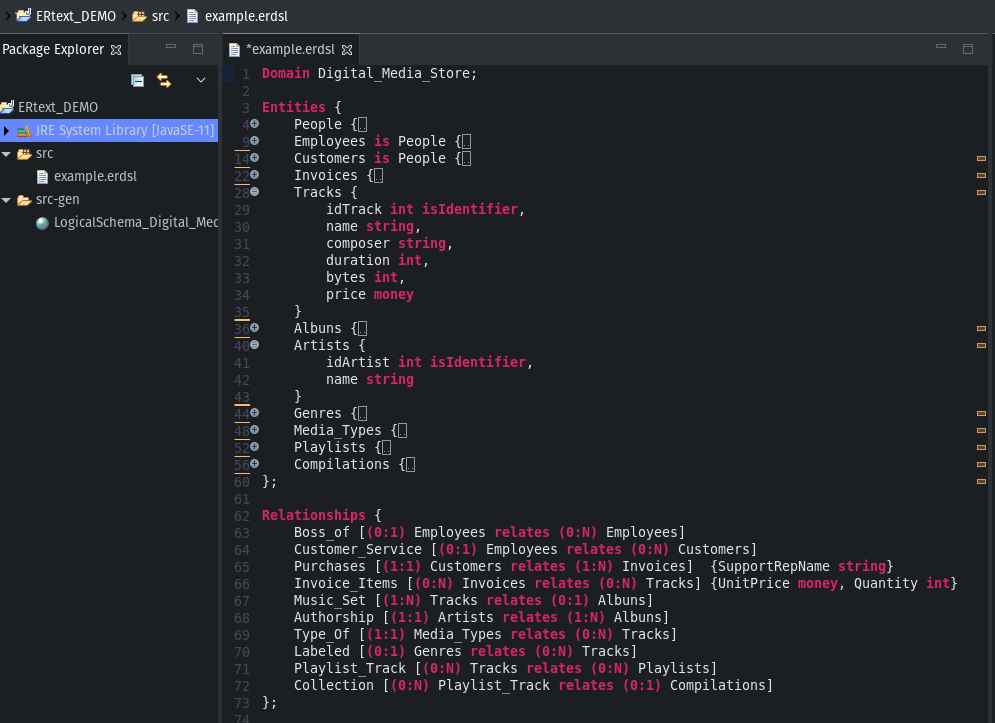 ERtext_DEMO src example.erdsl
Package Explorer
*example.erdsl
ERtext_DEMO
JRE System Library [JavaSE-11]
src
example.erdsl
src-gen
LogicalSchema_Digital_Mec
1 Domain Digital_Media_Store;
2
3 Entities {
4 People {
9 Employees is People {
14 Customers is People {
22 Invoices {
28 Tracks {
29 idTrack int isIdentifier,
30 name string,
31 composer string,
32 duration int,
33 bytes int,
34 price money
35 }
36 Albuns {
40 Artists {
41 idArtist int isIdentifier,
42 name string
43 }
44 Genres {
48 Media_Types {
52 Playlists {
56 Compilations {
60 };
61
62 Relationships {
63 Boss_of [(0:1) Employees relates (0:N) Employees]
64 Customer_Service [(0:1) Employees relates (0:N) Customers]
65 Purchases [(1:1) Customers relates (1:N) Invoices] {SupportRepName string}
66 Invoice_Items [(0:N) Invoices relates (0:N) Tracks] {UnitPrice money, Quantity int}
67 Music_Set [(1:N) Tracks relates (0:1) Albuns]
68 Authorship [(1:1) Artists relates (1:N) Albuns]
69 Type_Of [(1:1) Media_Types relates (0:N) Tracks]
70 Labeled [(0:1) Genres relates (0:N) Tracks]
71 Playlist_Track [(0:N) Tracks relates (0:N) Playlists]
72 Collection [(0:N) Playlist_Track relates (0:1) Compilations]
73 };
74